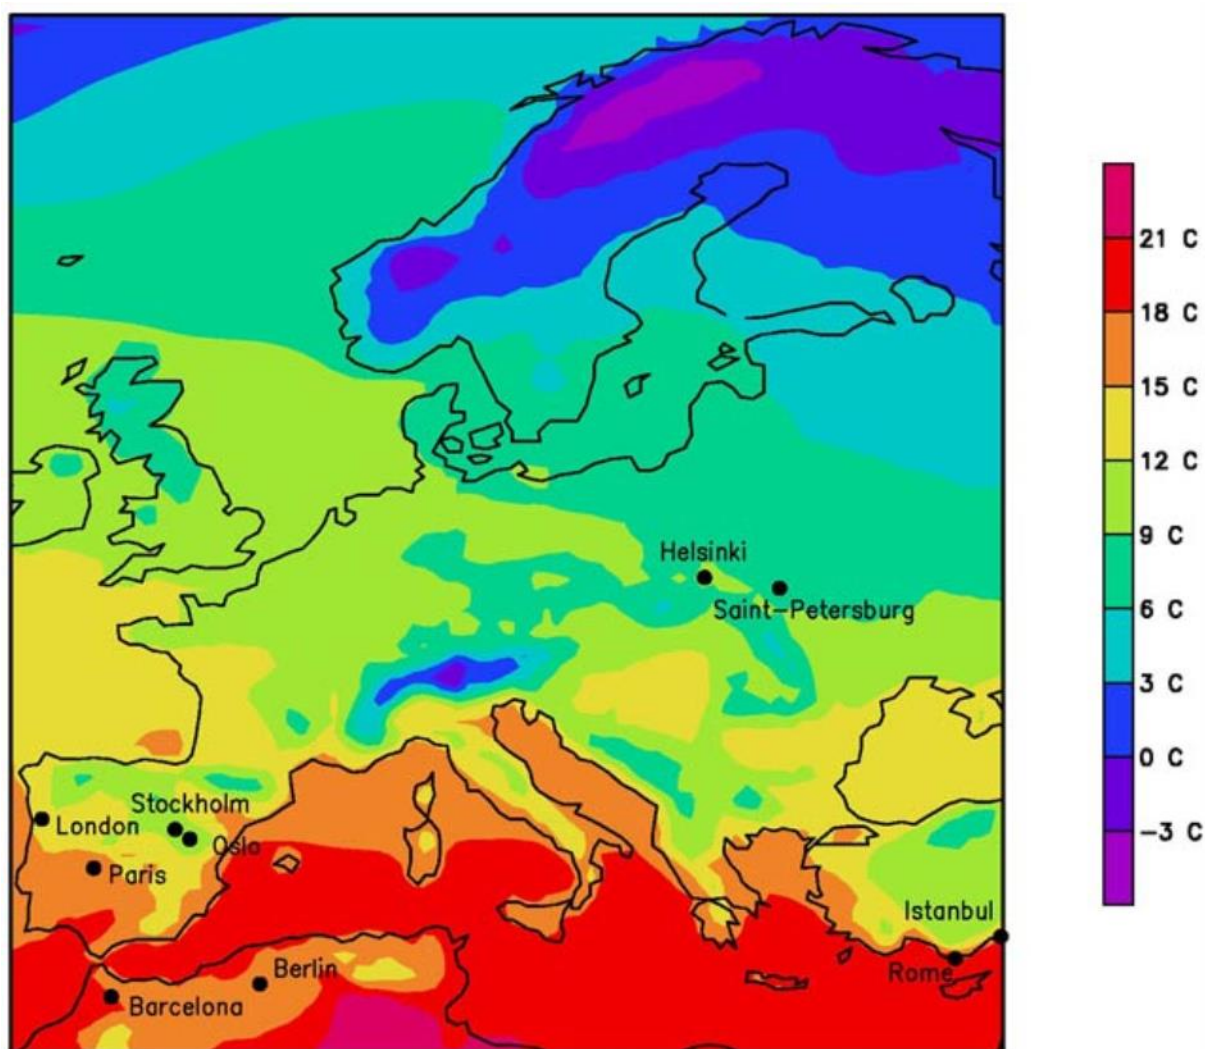 21 C
18 C
15 C
12 C
9 C
6 C
3 C
0 C
-3 C
Helsinki
Saint-Petersburg
Stockholm
London
Oslo
Paris
Istanbul
Rome
Berlin
Barcelona